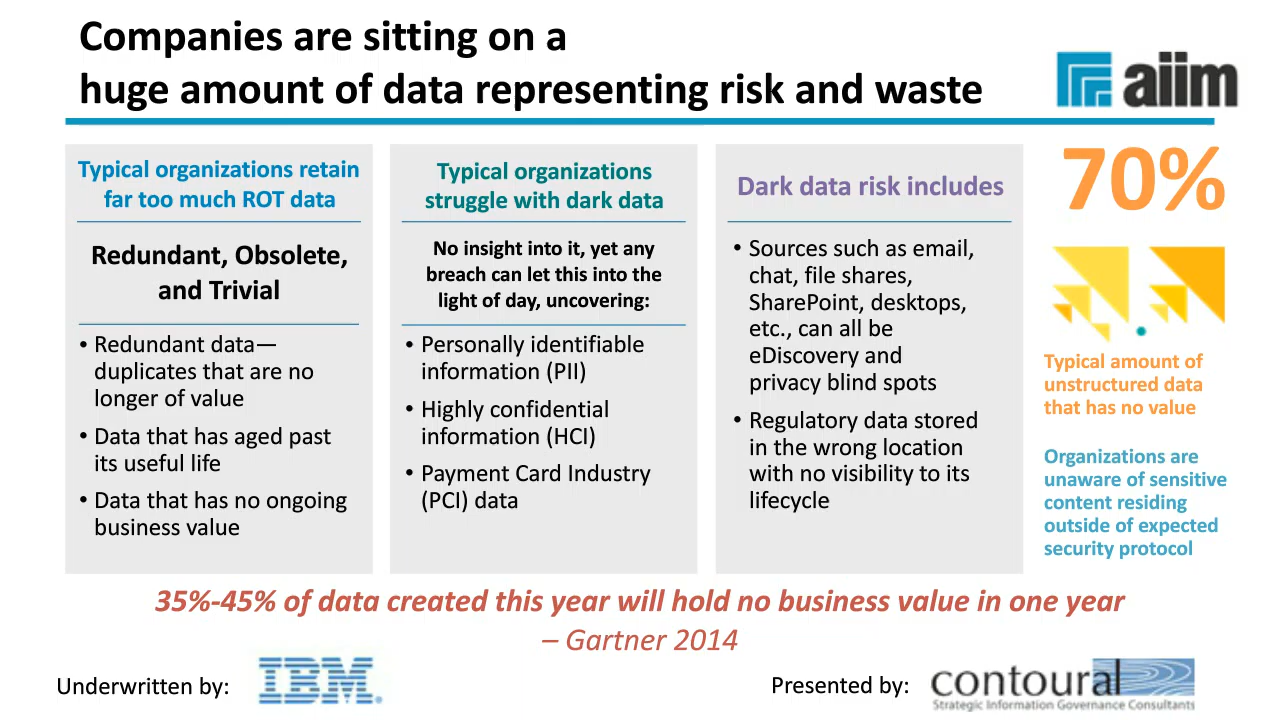 Companies are sitting on a
huge amount of data representing risk and waste
aiim
Typical organizations retain
far too much ROT data
Redundant, Obsolete,
and Trivial
• Redundant data—
duplicates that are no
longer of value
• Data that has aged past
its useful life
• Data that has no ongoing
business value
Typical organizations
struggle with dark data
No insight into it, yet any
breach can let this into the
light of day, uncovering:
• Personally identifiable
information (PII)
• Highly confidential
information (HCI)
• Payment Card Industry
(PCI) data
Dark data risk includes
• Sources such as email,
chat, file shares,
SharePoint, desktops,
etc., can all be
eDiscovery and
privacy blind spots
• Regulatory data stored
in the wrong location
with no visibility to its
lifecycle
70%
Typical amount of
unstructured data
that has no value
Organizations are
unaware of sensitive
content residing
outside of expected
security protocol
35%-45% of data created this year will hold no business value in one year
– Gartner 2014
Underwritten by:
IBM®
Presented by:
contoural
Strategic Information Governance Consultants